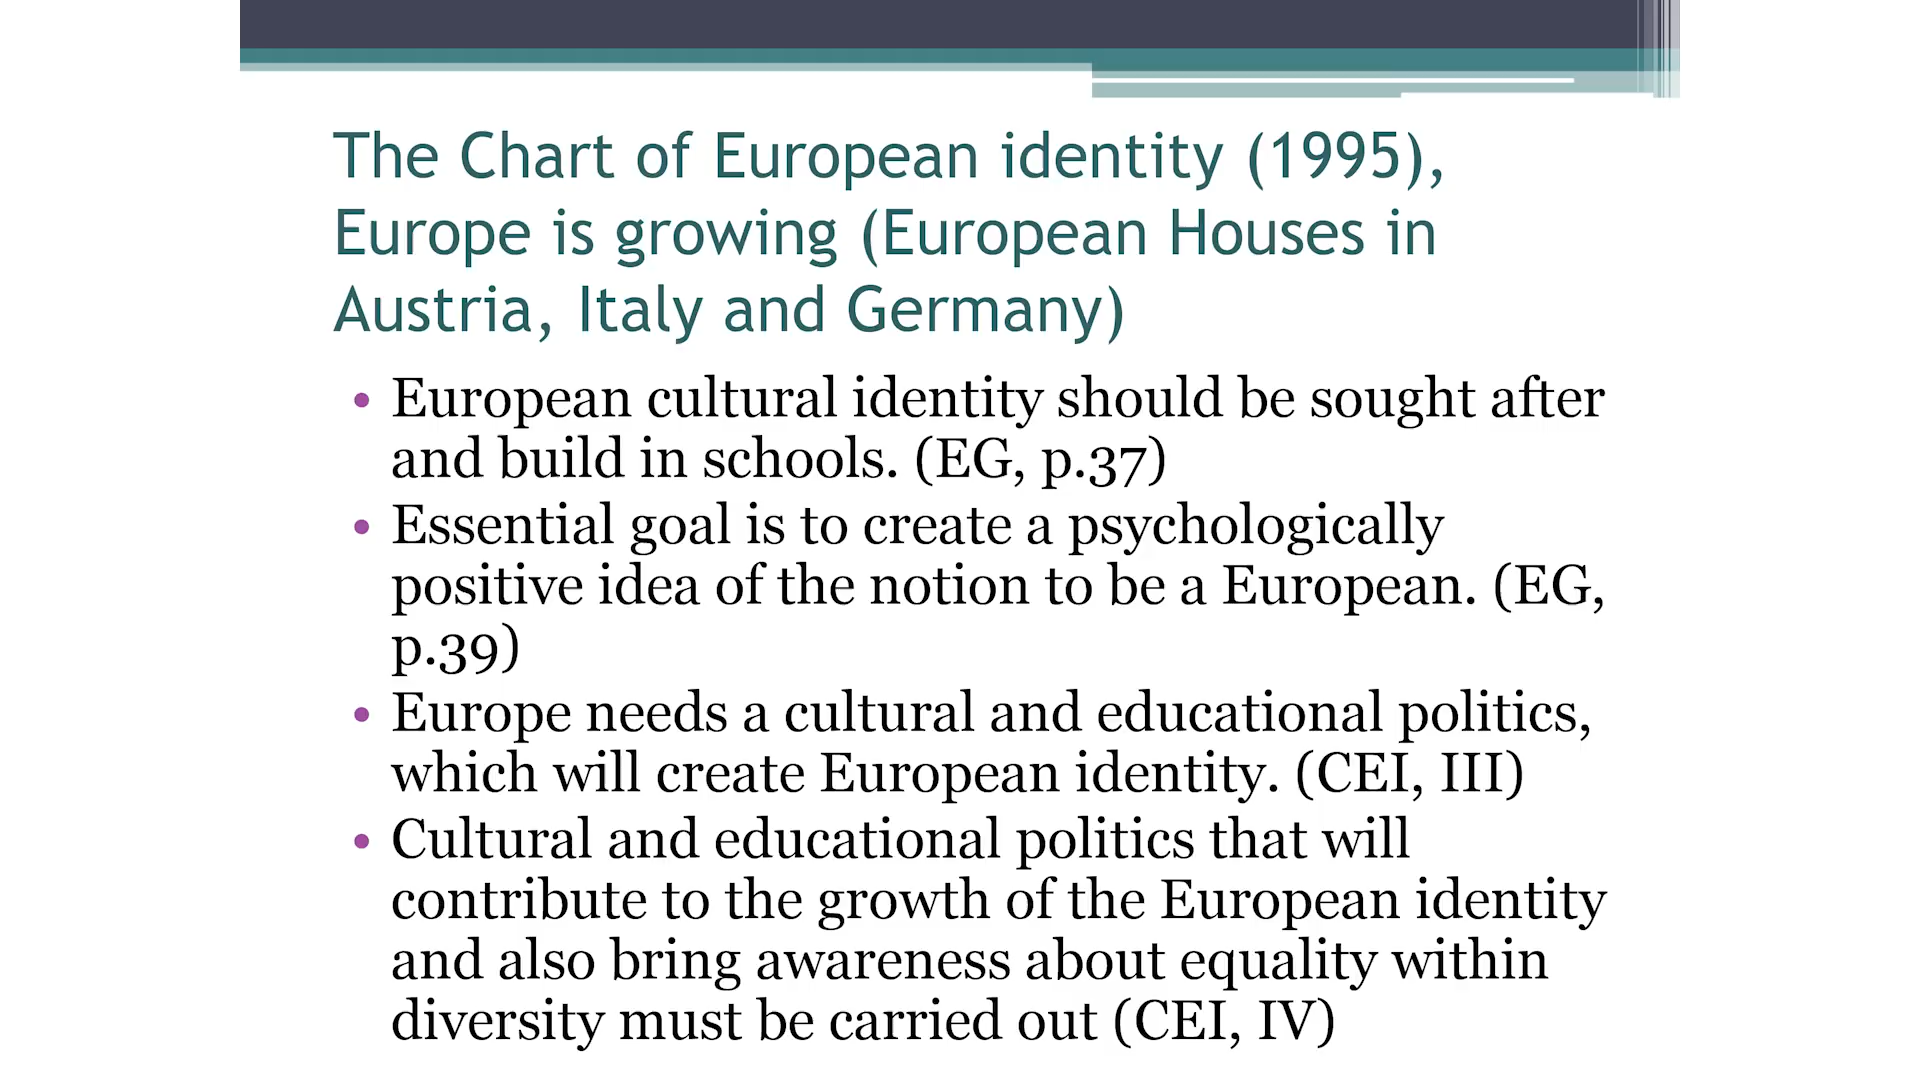 The Chart of European identity (1995),
Europe is growing (European Houses in
Austria, Italy and Germany)
• European cultural identity should be sought after
and build in schools. (EG, p.37)
• Essential goal is to create a psychologically
positive idea of the notion to be a European. (EG,
p.39)
• Europe needs a cultural and educational politics,
which will create European identity. (CEI, III)
• Cultural and educational politics that will
contribute to the growth of the European identity
and also bring awareness about equality within
diversity must be carried out (CEI, IV)